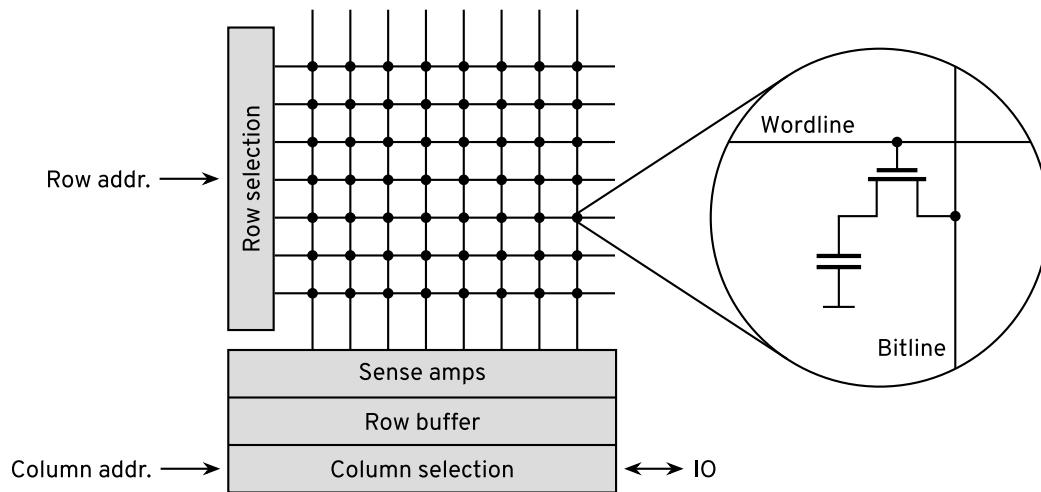 Wordline
Row addr.
Row selection
Bitline
Sense amps
Row buffer
Column addr.
Column selection
IO